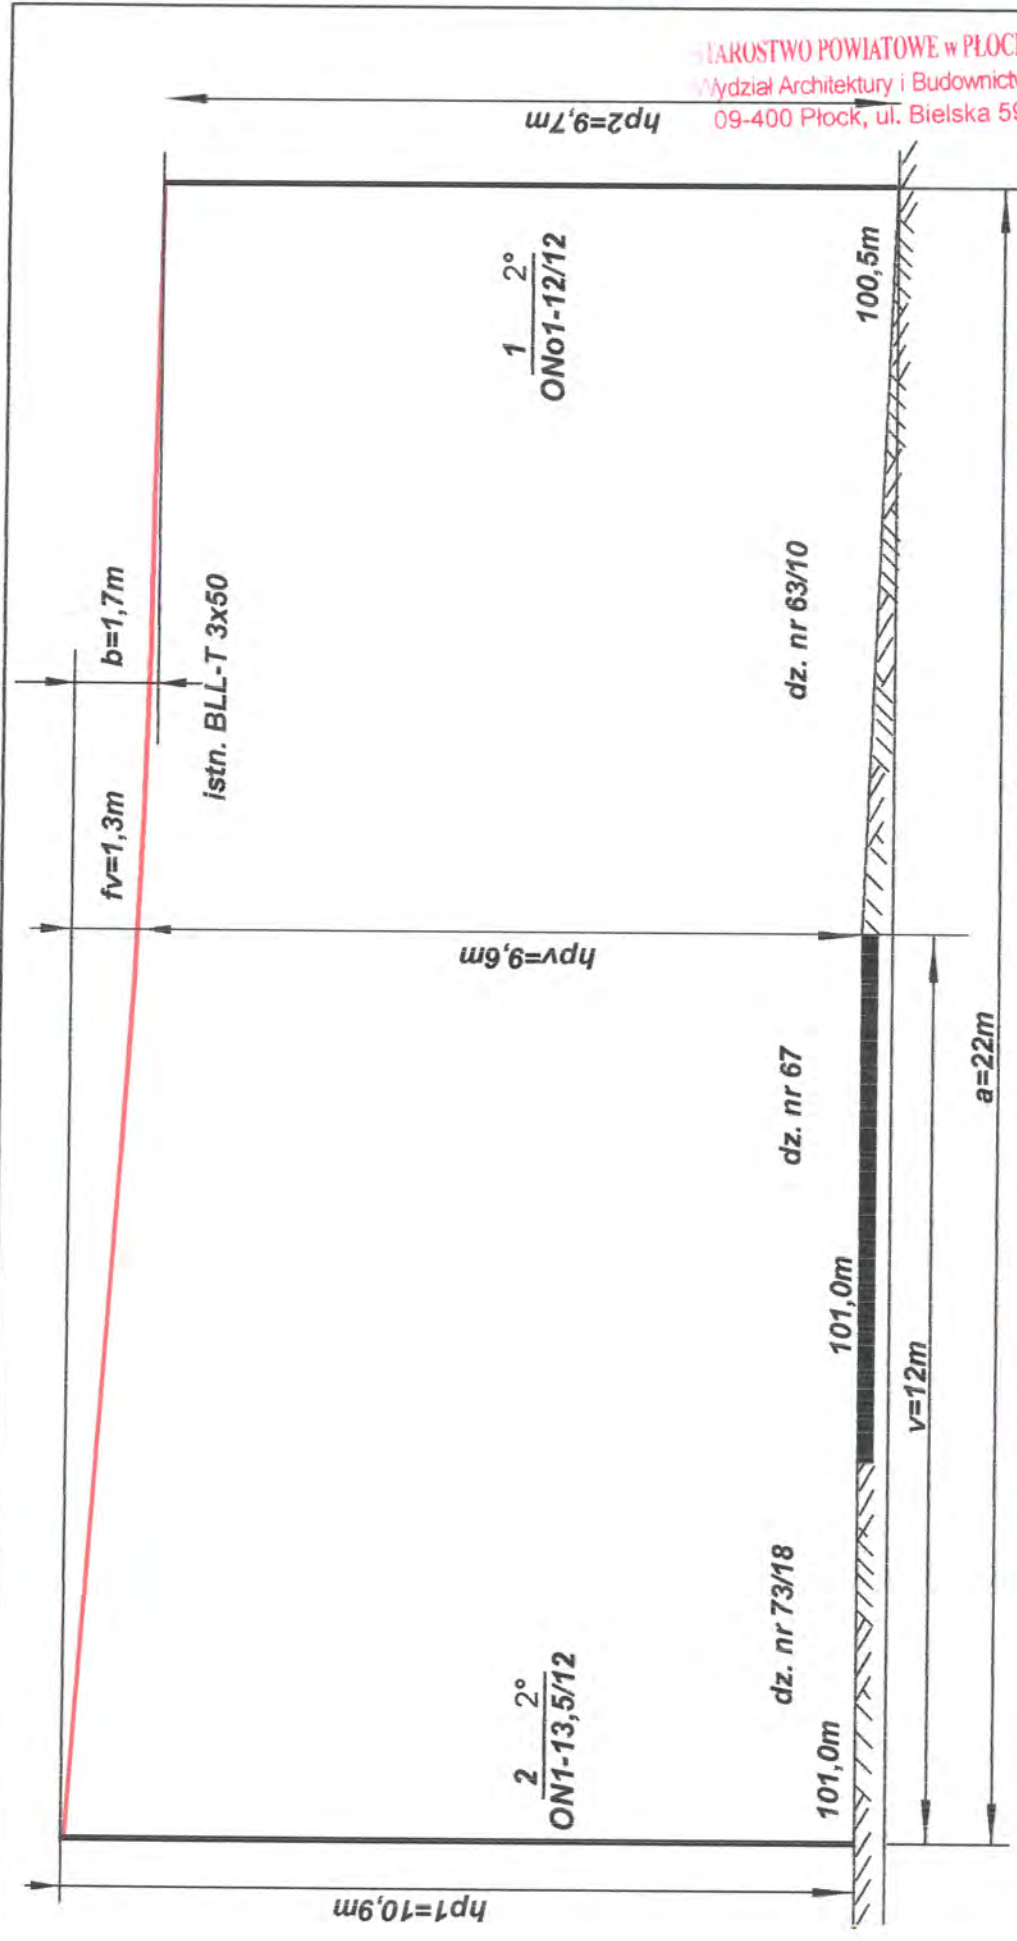 STAROSTWO POWIATOWE w PŁOCK
Wydział Architektury i Budownictw
09-400 Płock, ul. Bielska 59
hp2=9,7m
1 2°
ONo1-12/12
100,5m
b=1,7m
fv=1,3m
istn. BLL-T 3x50
dz. nr 63/10
hpv=9,6m
dz. nr 67
101,0m
v=12m
a=22m
2 2°
ON1-13,5/12
dz. nr 73/18
101,0m
hp1=10,9m